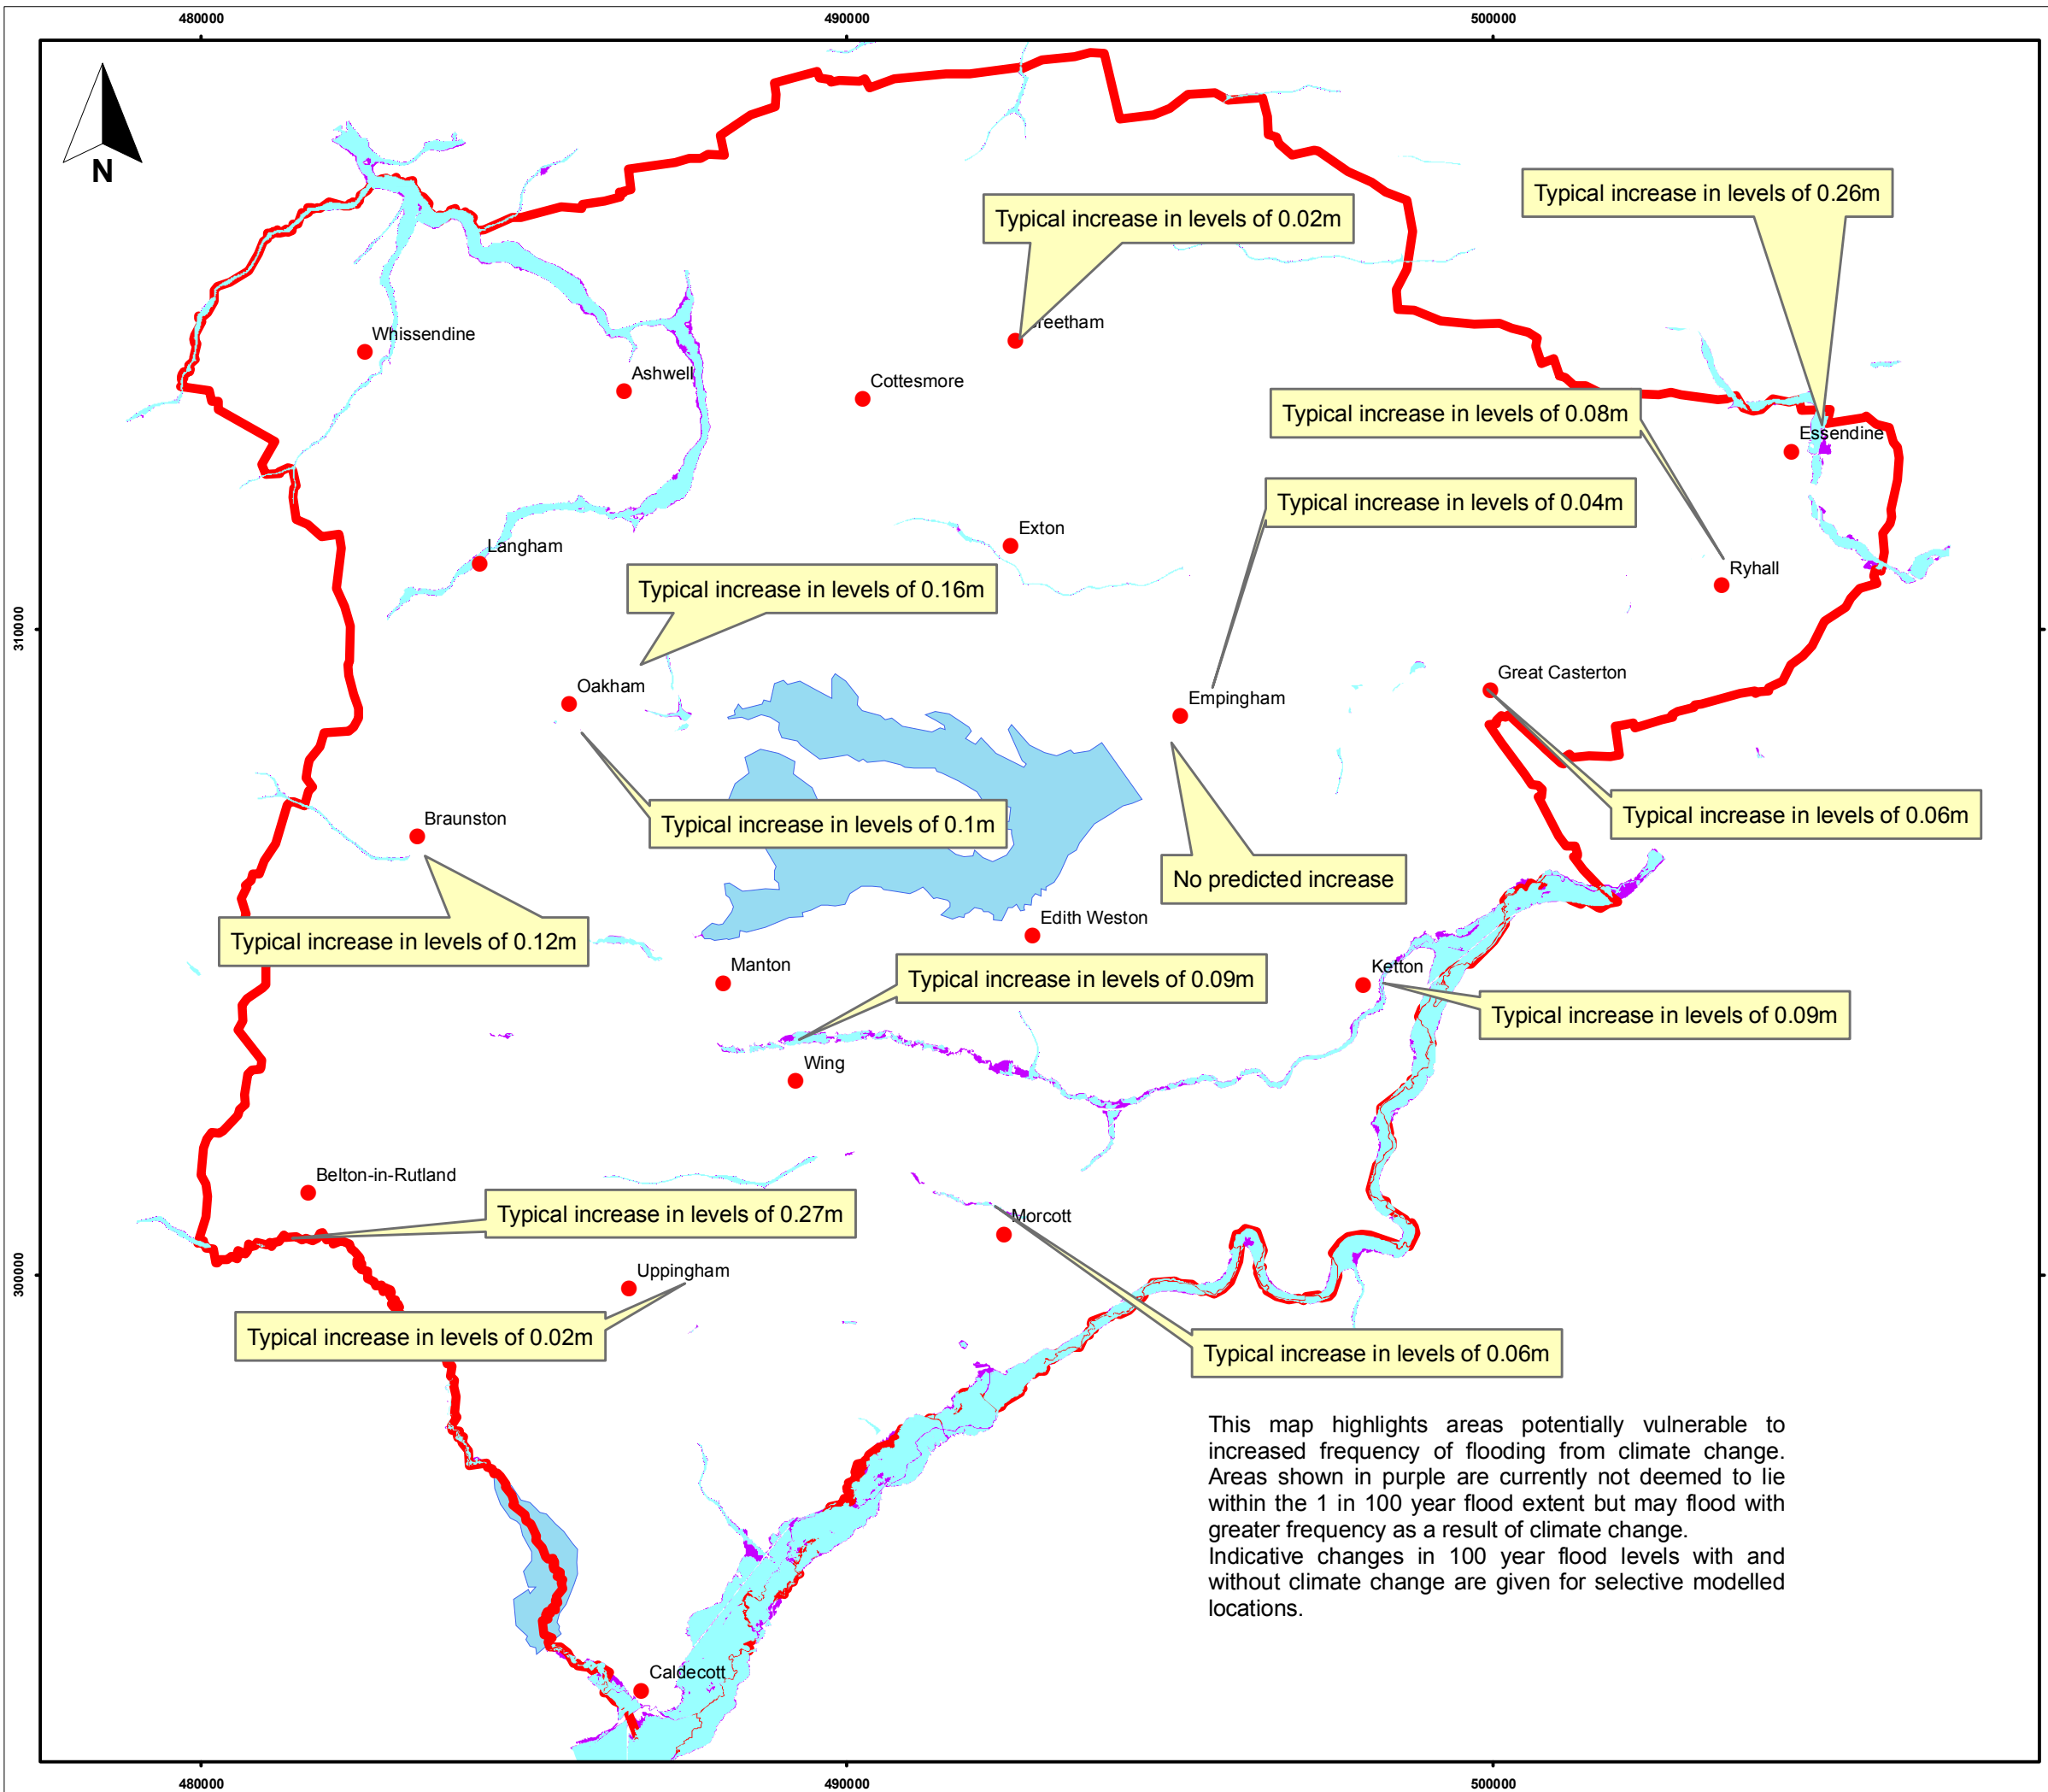 480000
490000
500000
N
Typical increase in levels of 0.26m
Typical increase in levels of 0.02m
Whissendine
Ashwell
Cottesmore
reetham
Typical increase in levels of 0.08m
Essendine
Typical increase in levels of 0.04m
Langham
Exton
Ryhall
Typical increase in levels of 0.16m
310000
Oakham
Empingham
Great Casterton
Braunston
Typical increase in levels of 0.1m
Typical increase in levels of 0.06m
No predicted increase
Typical increase in levels of 0.12m
Edith Weston
Manton
Typical increase in levels of 0.09m
Ketton
Typical increase in levels of 0.09m
Wing
Belton-in-Rutland
Typical increase in levels of 0.27m
Morcott
300000
Uppingham
Typical increase in levels of 0.02m
Typical increase in levels of 0.06m
This map highlights areas potentially vulnerable to
increased frequency of flooding from climate change.
Areas shown in purple are currently not deemed to lie
within the 1 in 100 year flood extent but may flood with
greater frequency as a result of climate change.
Indicative changes in 100 year flood levels with and
without climate change are given for selective modelled
locations.
Caldecott
480000
490000
500000